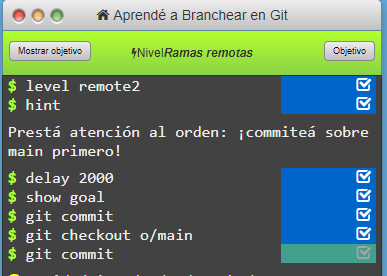 Aprendé a Branchear en Git
Mostrar objetivo
NivelRamas remotas
Objetivo
$ level remote2
$ hint
Prestá atención al orden: ¡commiteá sobre
main primero!
$ delay 2000
$ show goal
$ git commit
$ git checkout o/main
$ git commit